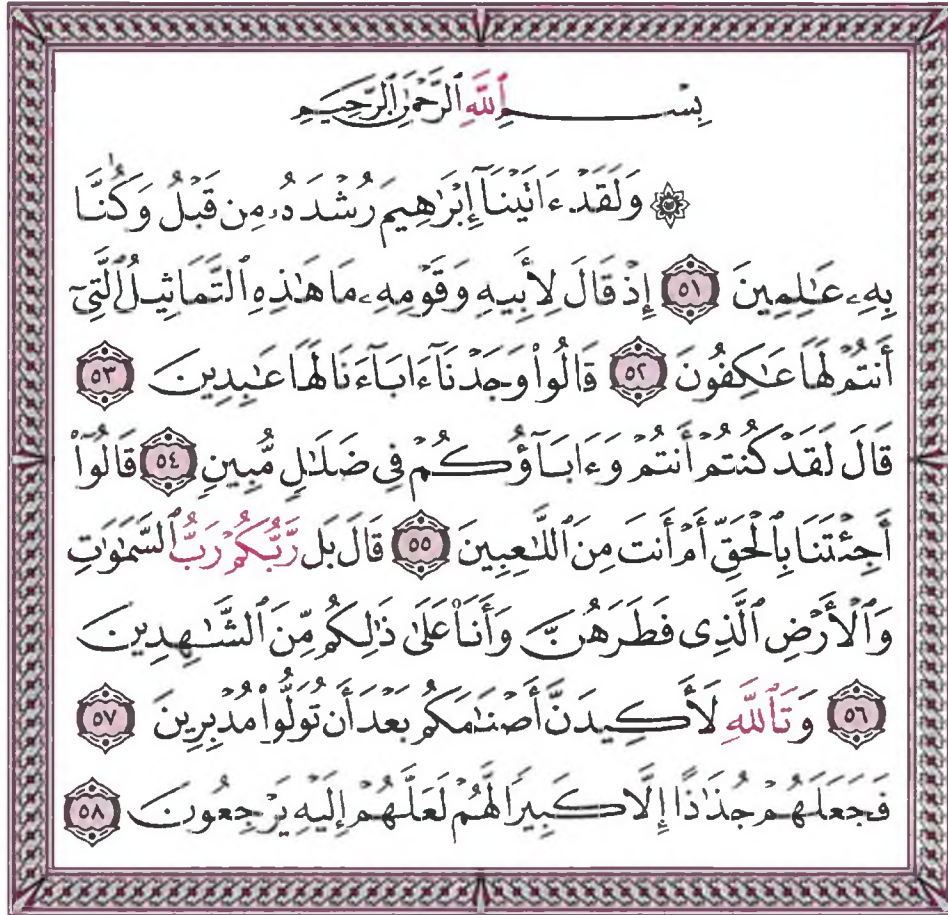 بِسْمِ ٱللَّهِ ٱلرَّحْمَٰنِ ٱلرَّحِيمِ
۞ وَلَقَدْ ءَاتَيْنَآ إِبْرَٰهِيمَ رُشْدَهُۥ مِن قَبْلُ وَكُنَّا
بِهِۦ عَٰلِمِينَ ٥١ إِذْ قَالَ لِأَبِيهِ وَقَوْمِهِۦ مَا هَٰذِهِ ٱلتَّمَاثِيلُ ٱلَّتِىٓ
أَنتُمْ لَهَا عَٰكِفُونَ ٥٢ قَالُوا۟ وَجَدْنَآ ءَابَآءَنَا لَهَا عَٰبِدِينَ ٥٣
قَالَ لَقَدْ كُنتُمْ أَنتُمْ وَءَابَآؤُكُمْ فِى ضَلَٰلٍ مُّبِينٍ ٥٤ قَالُوٓا۟
أَجِئْتَنَا بِٱلْحَقِّ أَمْ أَنتَ مِنَ ٱللَّٰعِبِينَ ٥٥ قَالَ بَل رَّبُّكُمْ رَبُّ ٱلسَّمَٰوَٰتِ
وَٱلْأَرْضِ ٱلَّذِى فَطَرَهُنَّ وَأَنَا۠ عَلَىٰ ذَٰلِكُم مِّنَ ٱلشَّٰهِدِينَ
٥٦ وَتَٱللَّهِ لَأَكِيدَنَّ أَصْنَٰمَكُم بَعْدَ أَن تُوَلُّوا۟ مُدْبِرِينَ ٥٧
فَجَعَلَهُمْ جُذَٰذًا إِلَّا كَبِيرًا لَّهُمْ لَعَلَّهُمْ إِلَيْهِ يَرْجِعُونَ ٥٨